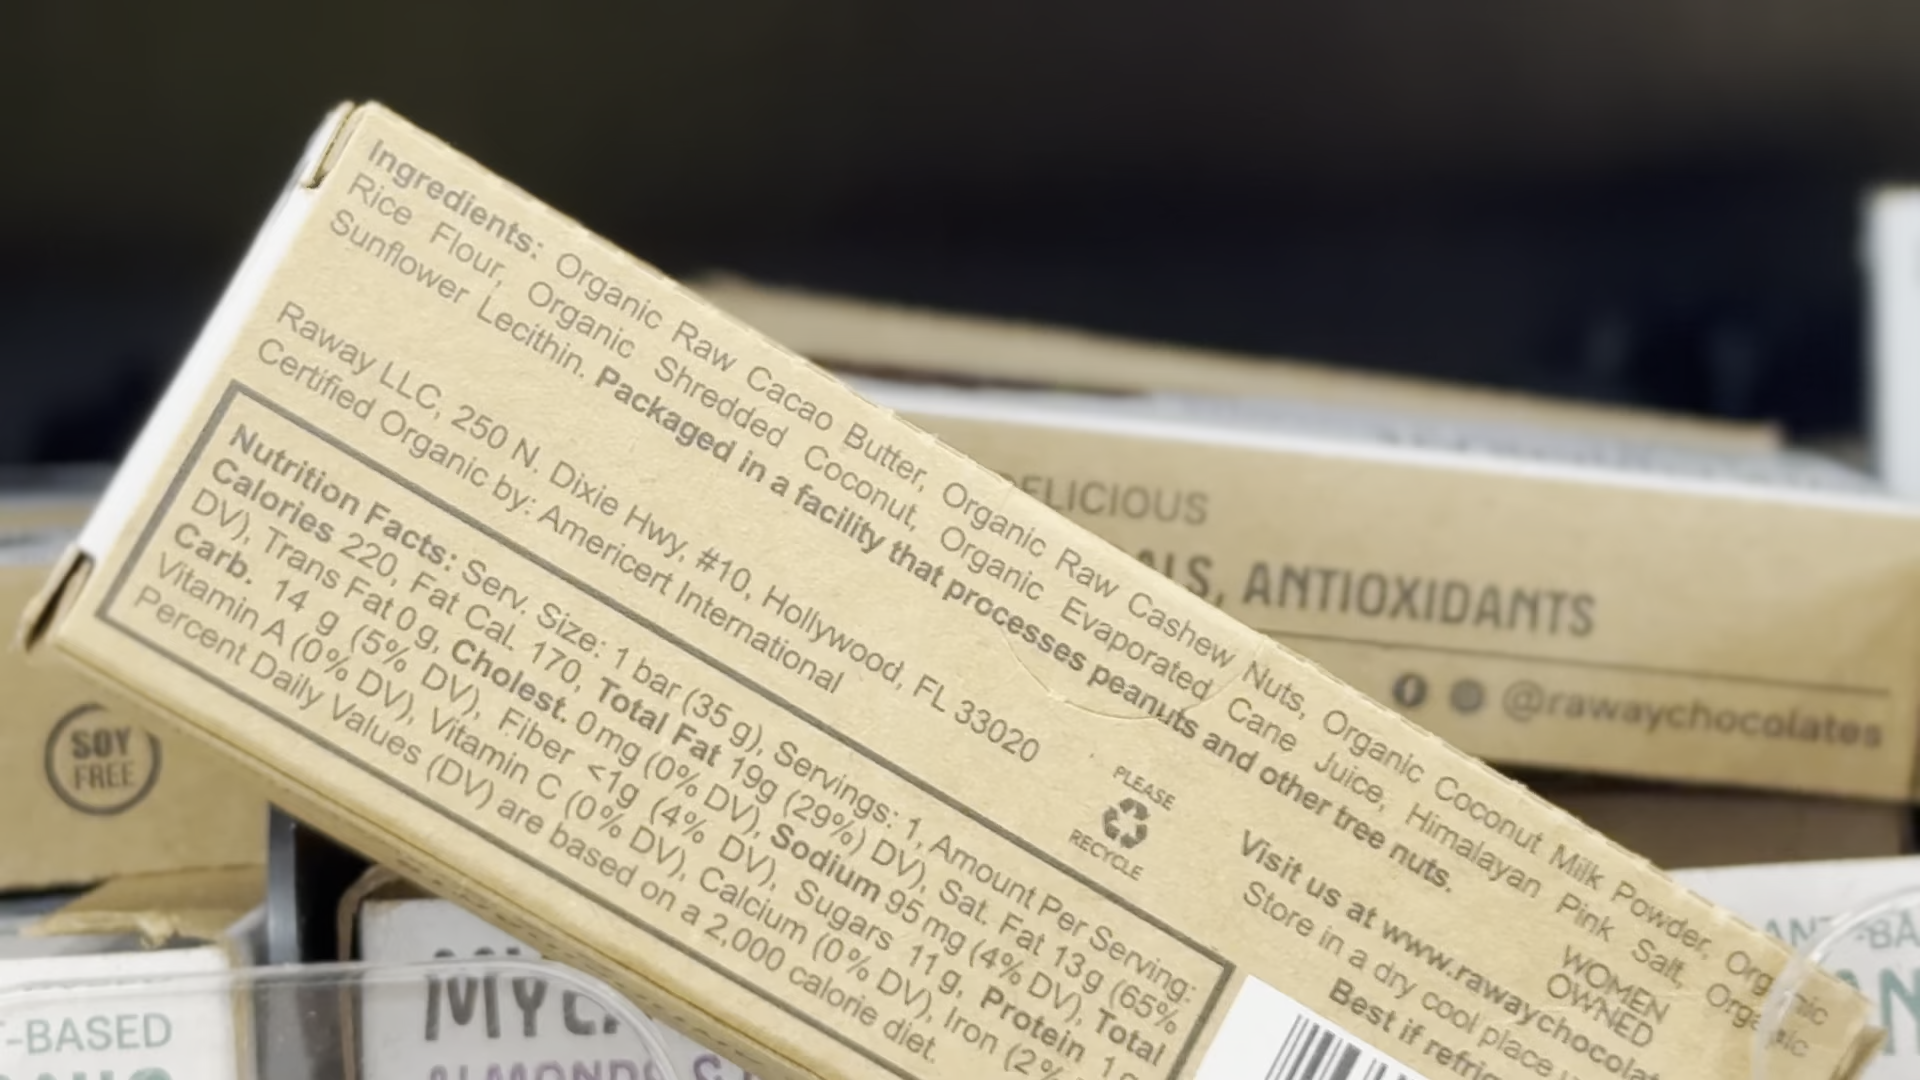 Ingredients: Organic Raw Cacao Butter, Organic Raw Cashew Nuts, Organic Coconut Milk Powder, Organic
Rice Flour, Organic Shredded Coconut, Organic Evaporated Cane Juice, Himalayan Pink Salt, Organic
Sunflower Lecithin. Packaged in a facility that processes peanuts and other tree nuts.
Raway LLC, 250 N. Dixie Hwy, #10, Hollywood, FL 33020
Certified Organic by: Americert International
PLEASE
RECYCLE
Visit us at www.rawaychocolat
Store in a dry cool place
Best if refrig
WOMEN
OWNED
Nutrition Facts: Serv. Size: 1 bar (35 g), Servings: 1, Amount Per Serving:
Calories 220, Fat Cal. 170, Total Fat 19g (29%) DV), Sat. Fat 13g (65%
DV), Trans Fat 0 g, Cholest. 0 mg (0% DV), Sodium 95 mg (4% DV), Total
Carb. 14 g (5% DV), Fiber <1g (4% DV), Sugars 11 g, Protein 1 g
Vitamin A (0% DV), Vitamin C (0% DV), Calcium (0% DV), Iron (2%
Percent Daily Values (DV) are based on a 2,000 calorie diet.
ELICIOUS
ALS, ANTIOXIDANTS
@rawaychocolates
SOY
FREE
-BASED
ALMONDS &